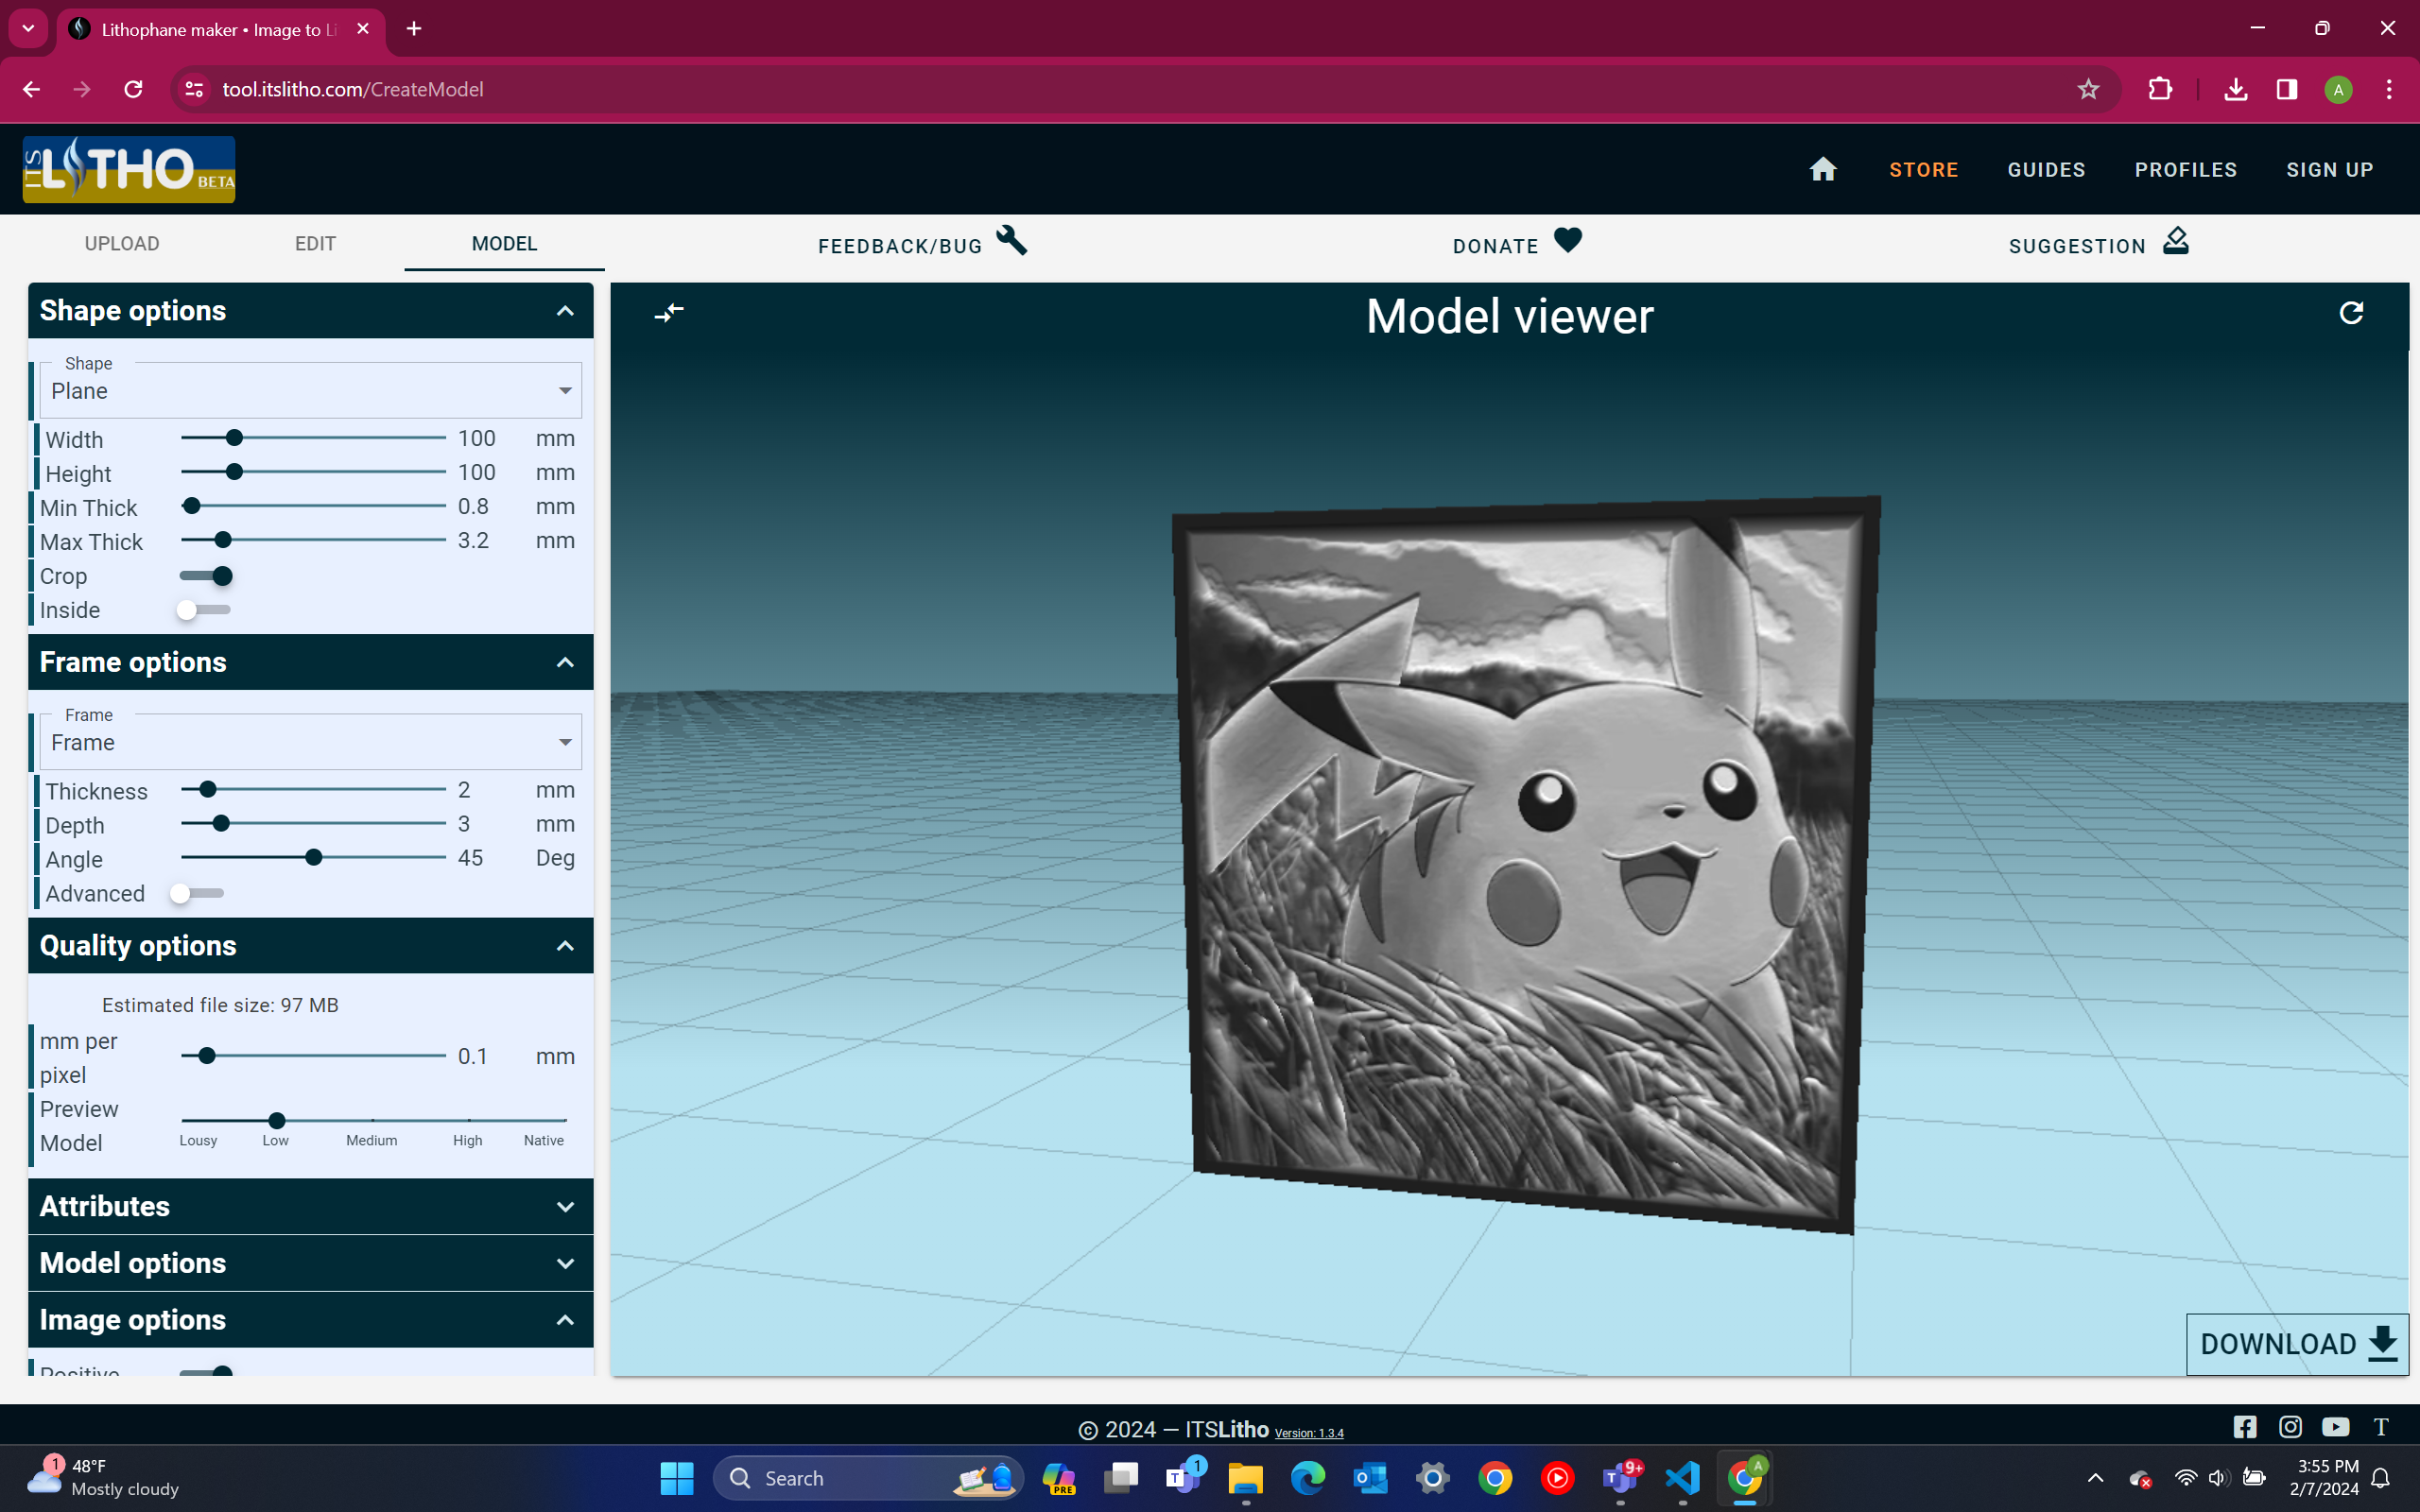 Lithophane maker • Image to Li
tool.itslitho.com/CreateModel
ITS LITHO BETA
STORE GUIDES PROFILES SIGN UP
UPLOAD EDIT MODEL FEEDBACK/BUG DONATE SUGGESTION
Shape options
Model viewer
Shape
Plane
Width 100 mm
Height 100 mm
Min Thick 0.8 mm
Max Thick 3.2 mm
Crop
Inside
Frame options
Frame
Frame
Thickness 2 mm
Depth 3 mm
Angle 45 Deg
Advanced
Quality options
Estimated file size: 97 MB
mm per
pixel 0.1 mm
Preview
Model
Lousy Low Medium High Native
Attributes
Model options
Image options
Positive
DOWNLOAD
© 2024 — ITSLitho Version: 1.3.4
1 48°F
Mostly cloudy
Search
PRE
T 1
T 9+
A
3:55 PM
2/7/2024